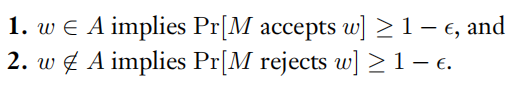 1. w ∈ A implies Pr[M accepts w] ≥ 1 − ϵ, and
2. w ∉ A implies Pr[M rejects w] ≥ 1 − ϵ.